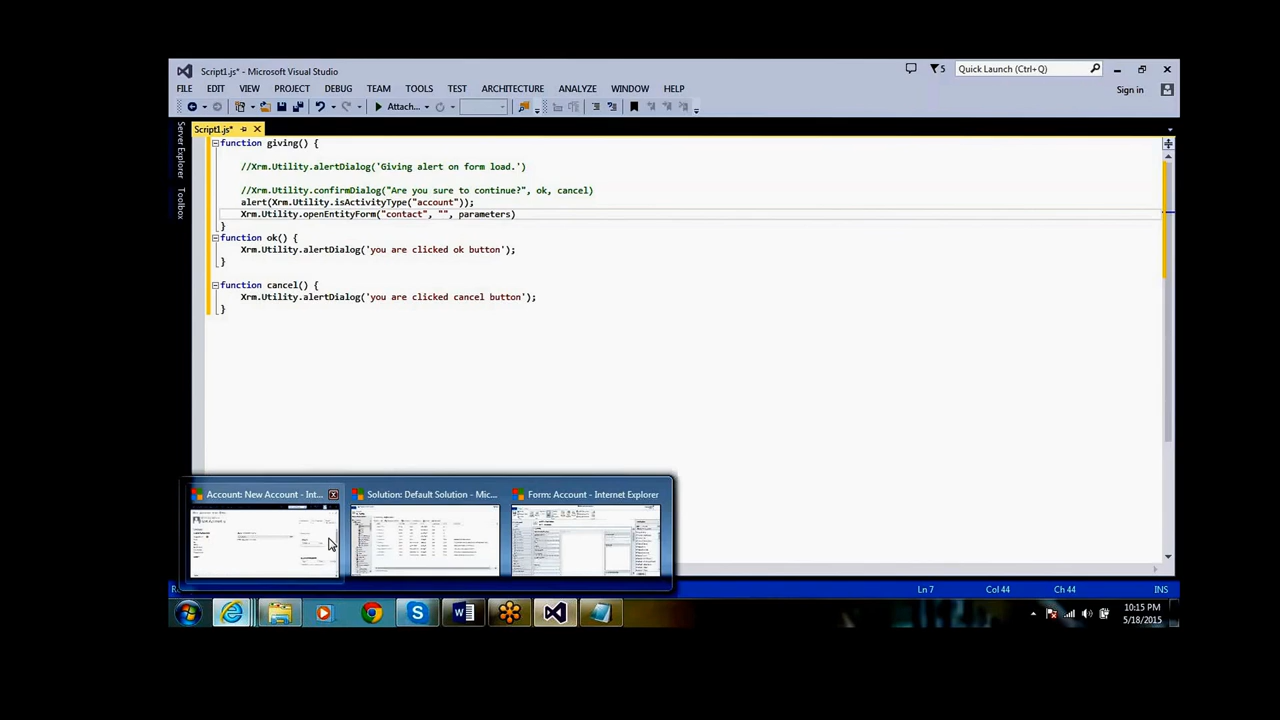 Script1.js* - Microsoft Visual Studio
5
Quick Launch (Ctrl+Q)
FILE EDIT VIEW PROJECT DEBUG TEAM TOOLS TEST ARCHITECTURE ANALYZE WINDOW HELP
Sign in
Attach...
Server Explorer
Toolbox
Script1.js*
function giving() {
//Xrm.Utility.alertDialog('Giving alert on form load.')
//Xrm.Utility.confirmDialog("Are you sure to continue?", ok, cancel)
alert(Xrm.Utility.isActivityType("account"));
Xrm.Utility.openEntityForm("contact", "", parameters)
}
function ok() {
Xrm.Utility.alertDialog('you are clicked ok button');
}
function cancel() {
Xrm.Utility.alertDialog('you are clicked cancel button');
}
Account: New Account - Int...
Solution: Default Solution - Mic...
Form: Account - Internet Explorer
Ln 7 Col 44 Ch 44 INS
10:15 PM
5/18/2015